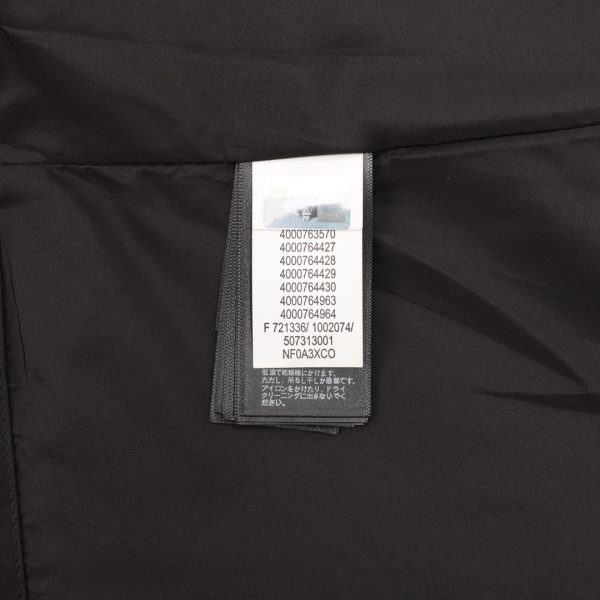 4000763570
4000764427
4000764428
4000764429
4000764430
4000764963
4000764964
F 721336/ 1002074/
507313001
NF0A3XCO
低温で乾燥機にかけます。
ただし、吊るし干しが最適です。
アイロンをかけたり、ドライ
クリーニングに出さないでく
ださい。